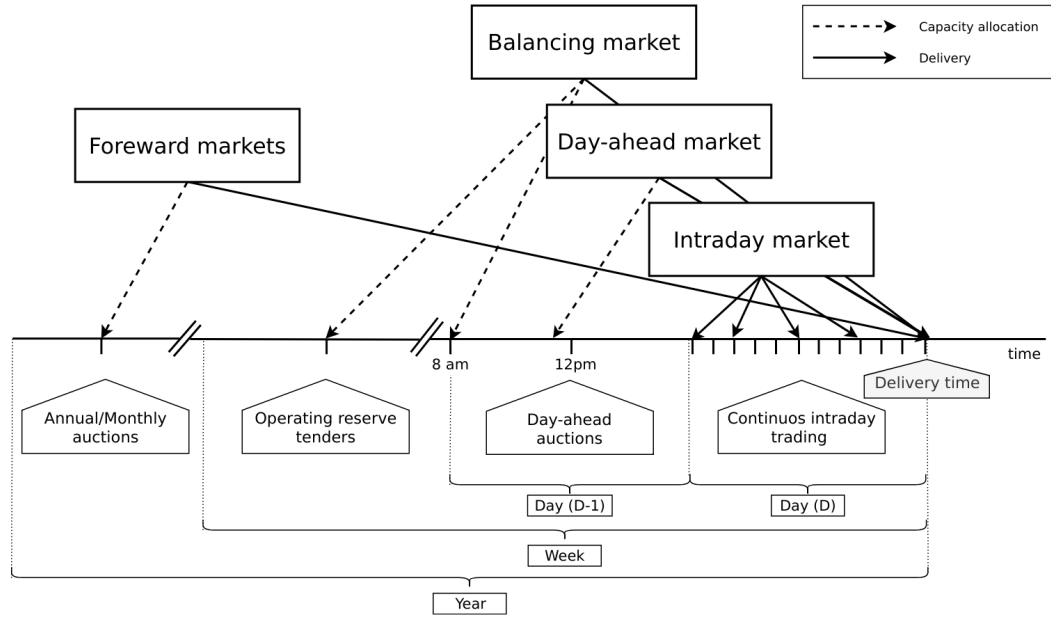 Balancing market
Capacity allocation
Delivery
Foreward markets
Day-ahead market
Intraday market
8 am
12pm
time
Delivery time
Annual/Monthly
auctions
Operating reserve
tenders
Day-ahead
auctions
Continuos intraday
trading
Day (D-1)
Day (D)
Week
Year